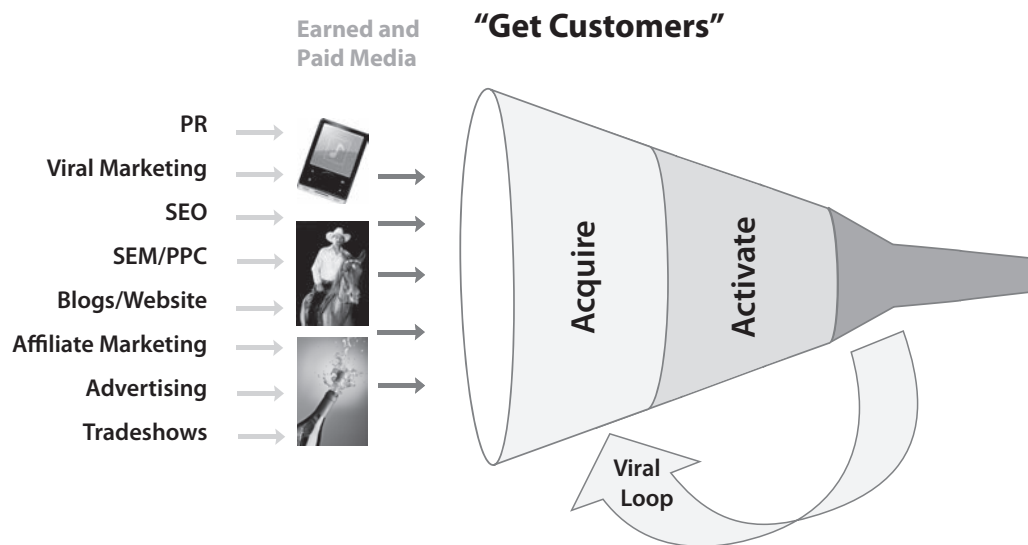 Earned and
Paid Media
“Get Customers”
PR
Viral Marketing
SEO
SEM/PPC
Blogs/Website
Affiliate Marketing
Advertising
Tradeshows
Acquire
Activate
Viral
Loop